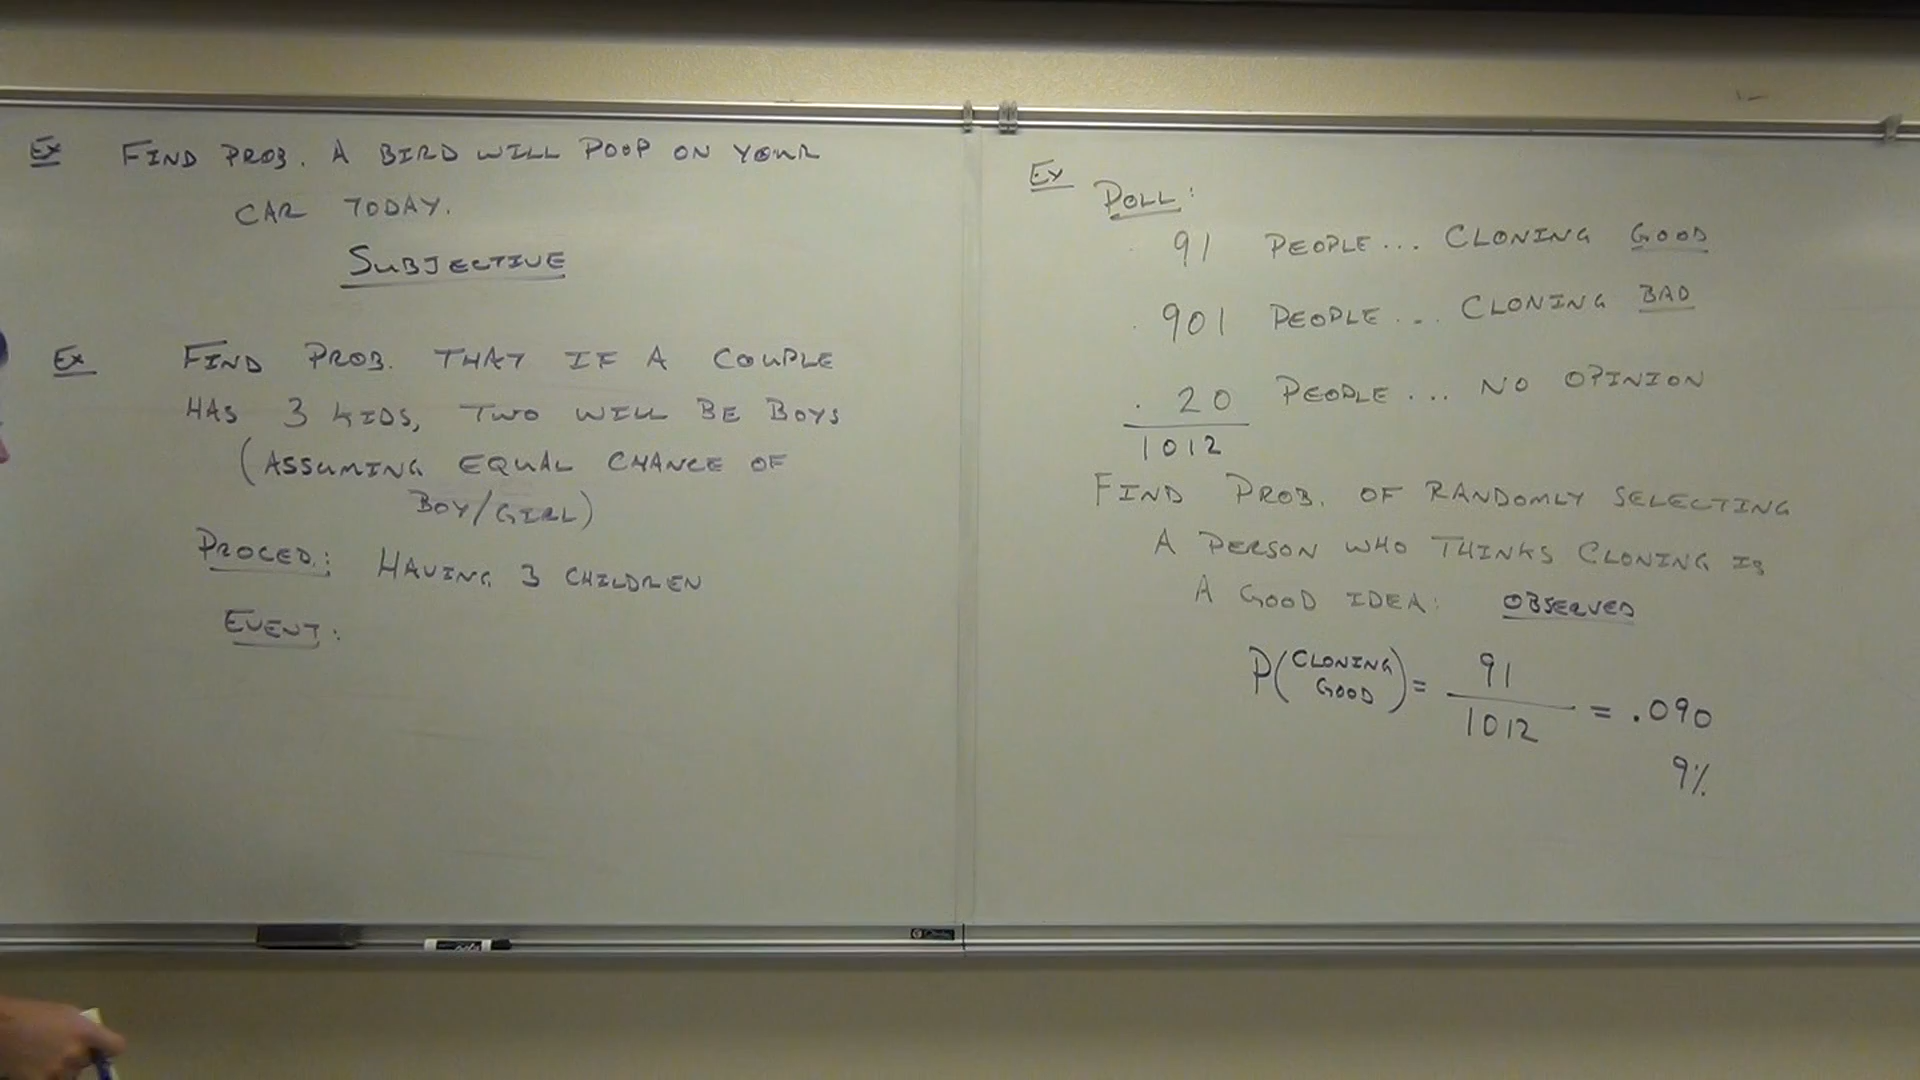 Ex FIND PROB. A BIRD WILL POOP ON YOUR
CAR TODAY.
SUBJECTIVE
Ex FIND PROB. THAT IF A COUPLE
HAS 3 KIDS, TWO WILL BE BOYS
(ASSUMING EQUAL CHANCE OF
BOY/GIRL)
PROCED.: HAVING 3 CHILDREN
EVENT:
Ex POLL:
91 PEOPLE... CLONING GOOD
901 PEOPLE... CLONING BAD
20 PEOPLE... NO OPINION
1012
FIND PROB. OF RANDOMLY SELECTING
A PERSON WHO THINKS CLONING IS
A GOOD IDEA: OBSERVED
P(CLONING GOOD) = 91/1012 = .090
9%